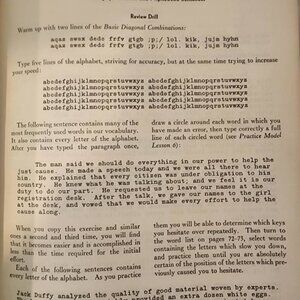 Review Drill
Warm up with two lines of the Basic Diagonal Combinations:
aqas swsx dede frfv gtgb ;p;/ lol. kik, jujm hyhn
aqas swsx dede frfv gtgb ;p;/ lol. kik, jujm hyhn
Type five lines of the alphabet, striving for accuracy, but at the same time trying to increase
your speed:
abcdefghijklmnopqrstuvwxyz abcdefghijklmnopqrstuvwxyz
abcdefghijklmnopqrstuvwxyz abcdefghijklmnopqrstuvwxyz
abcdefghijklmnopqrstuvwxyz abcdefghijklmnopqrstuvwxyz
abcdefghijklmnopqrstuvwxyz abcdefghijklmnopqrstuvwxyz
abcdefghijklmnopqrstuvwxyz abcdefghijklmnopqrstuvwxyz
The following sentence contains many of the
most frequently used words in our vocabulary.
It also contains every letter of the alphabet.
After you have typed the paragraph once,
draw a circle around each word in which you
have made an error, then type correctly a full
line of each circled word (see Practice Model
Lesson 6):
The man said we should do everything in our power to help the
just cause. He made a speech today and we were all there to hear
him. He explained that every citizen was under obligation to his
country. He knew what he was talking about; and we feel it is our
duty to do our part. He requested us to leave our names at the
registration desk. After the talk, we gave our names to the girl
at the desk, and vowed that we would make every effort to help the
cause along.
When you copy this exercise and similar
ones a second and third time, you will find
that it becomes easier and is accomplished in
less than the time required for the initial
effort.
Each of the following sentences contains
every letter of the alphabet. As you practice
them you will be able to determine which keys
you hesitate over repeatedly. Then turn to
the word list on pages 72-73, select words
containing the letters which slow you down,
and practice them until you are absolutely
certain of the position of the letters which pre-
viously caused you to hesitate.
Jack Duffy analyzed the quality of good material woven by experts.
provided an extra dozen white eggs.